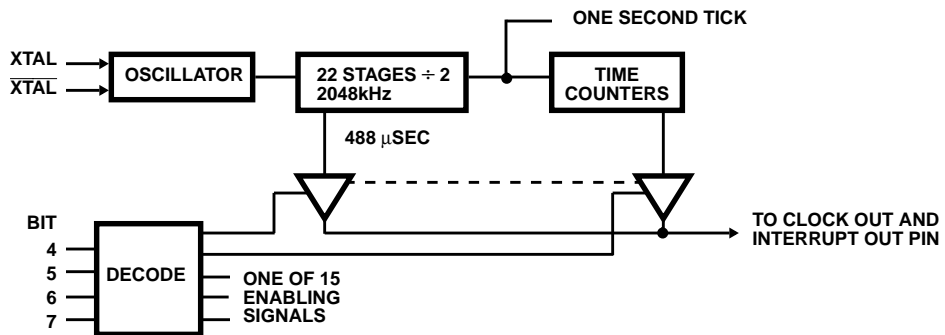 ONE SECOND TICK
XTAL
XTAL
OSCILLATOR
22 STAGES ÷ 2
2048kHz
TIME
COUNTERS
488 μSEC
BIT
4
5
6
7
DECODE
ONE OF 15
ENABLING
SIGNALS
TO CLOCK OUT AND
INTERRUPT OUT PIN